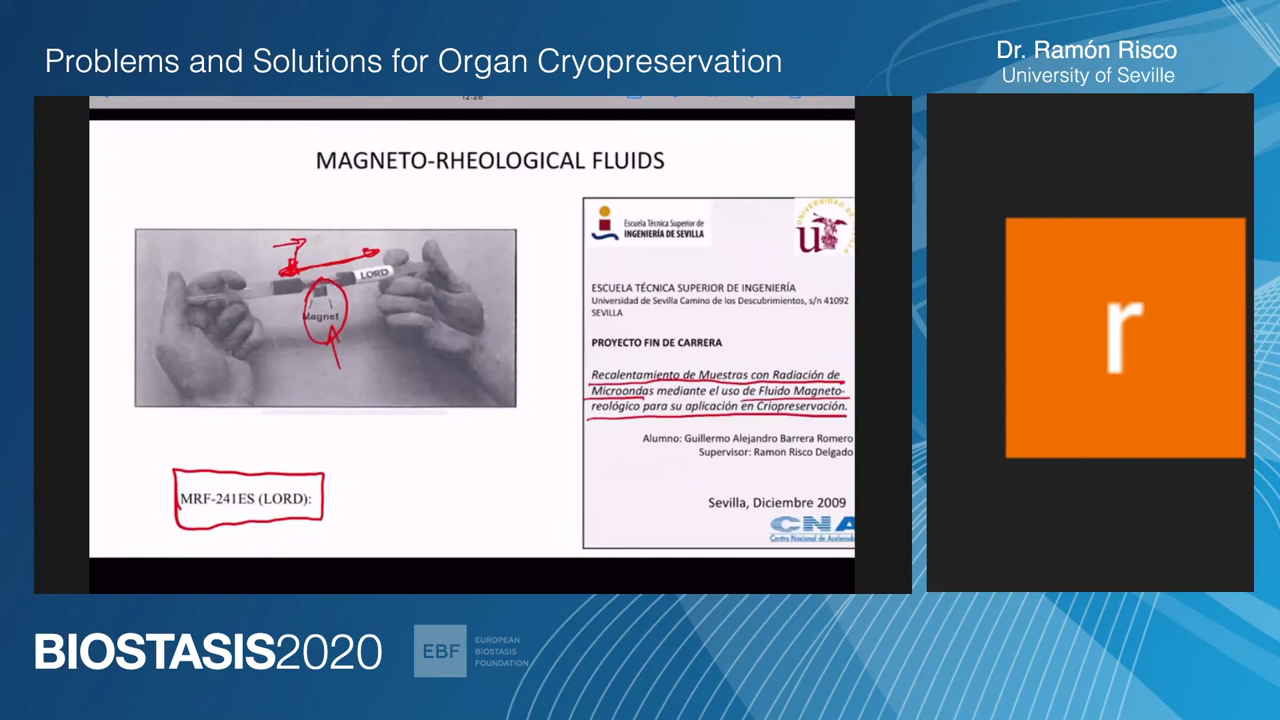 Problems and Solutions for Organ Cryopreservation
Dr. Ramón Risco
University of Seville
12:28
MAGNETO-RHEOLOGICAL FLUIDS
LORD
Magnet
MRF-241ES (LORD):
Escuela Técnica Superior de
INGENIERÍA DE SEVILLA
ESCUELA TÉCNICA SUPERIOR DE INGENIERÍA
Universidad de Sevilla Camino de los Descubrimientos, s/n 41092
SEVILLA
PROYECTO FIN DE CARRERA
Recalentamiento de Muestras con Radiación de
Microondas mediante el uso de Fluido Magneto-
reológico para su aplicación en Criopreservación.
Alumno: Guillermo Alejandro Barrera Romero
Supervisor: Ramon Risco Delgado
Sevilla, Diciembre 2009
CNA
Centro Nacional de
r
BIOSTASIS2020
EBF
EUROPEAN
BIOSTASIS
FOUNDATION